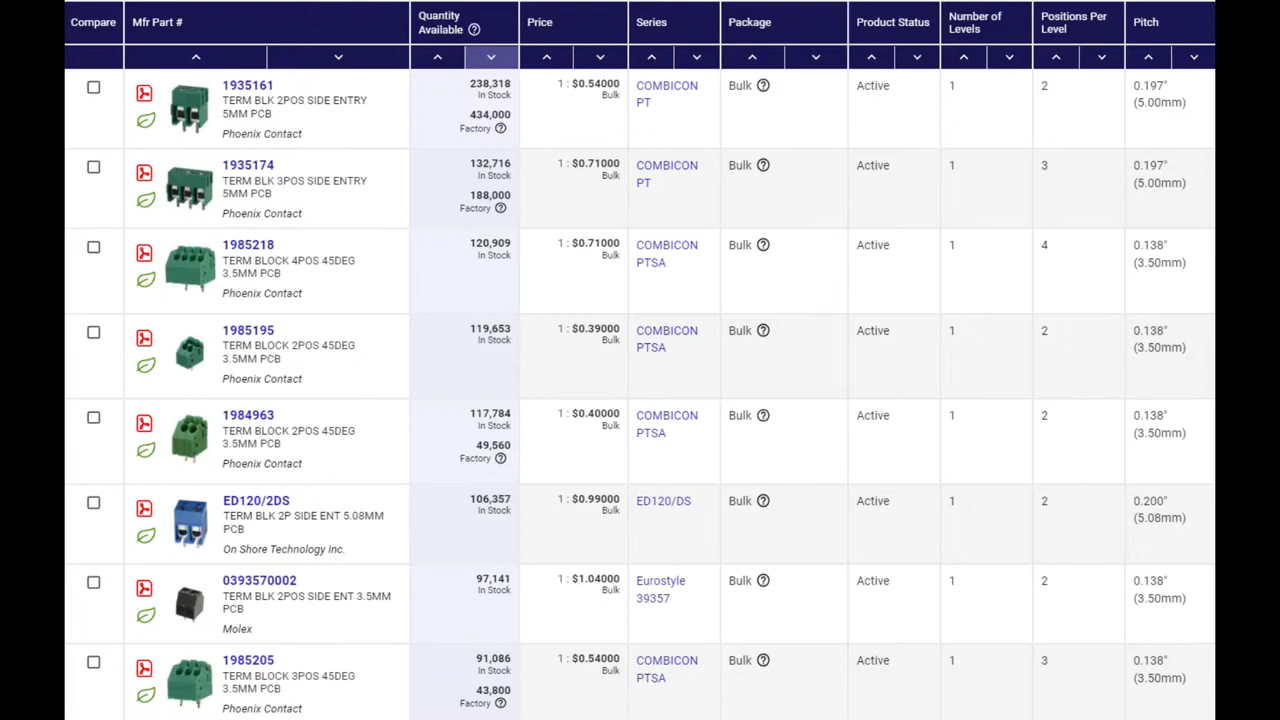 Compare
Mfr Part #
Quantity
Available
Price
Series
Package
Product Status
Number of
Levels
Positions Per
Level
Pitch
1935161
TERM BLK 2POS SIDE ENTRY
5MM PCB
Phoenix Contact
238,318
In Stock
434,000
Factory
1 : $0.54000
Bulk
COMBICON
PT
Bulk
Active
1
2
0.197"
(5.00mm)
1935174
TERM BLK 3POS SIDE ENTRY
5MM PCB
Phoenix Contact
132,716
In Stock
188,000
Factory
1 : $0.71000
Bulk
COMBICON
PT
Bulk
Active
1
3
0.197"
(5.00mm)
1985218
TERM BLOCK 4POS 45DEG
3.5MM PCB
Phoenix Contact
120,909
In Stock
1 : $0.71000
Bulk
COMBICON
PTSA
Bulk
Active
1
4
0.138"
(3.50mm)
1985195
TERM BLOCK 2POS 45DEG
3.5MM PCB
Phoenix Contact
119,653
In Stock
1 : $0.39000
Bulk
COMBICON
PTSA
Bulk
Active
1
2
0.138"
(3.50mm)
1984963
TERM BLOCK 2POS 45DEG
3.5MM PCB
Phoenix Contact
117,784
In Stock
49,560
Factory
1 : $0.40000
Bulk
COMBICON
PTSA
Bulk
Active
1
2
0.138"
(3.50mm)
ED120/2DS
TERM BLK 2P SIDE ENT 5.08MM
PCB
On Shore Technology Inc.
106,357
In Stock
1 : $0.99000
Bulk
ED120/DS
Bulk
Active
1
2
0.200"
(5.08mm)
0393570002
TERM BLK 2POS SIDE ENT 3.5MM
PCB
Molex
97,141
In Stock
1 : $1.04000
Bulk
Eurostyle
39357
Bulk
Active
1
2
0.138"
(3.50mm)
1985205
TERM BLOCK 3POS 45DEG
3.5MM PCB
Phoenix Contact
91,086
In Stock
43,800
Factory
1 : $0.54000
Bulk
COMBICON
PTSA
Bulk
Active
1
3
0.138"
(3.50mm)